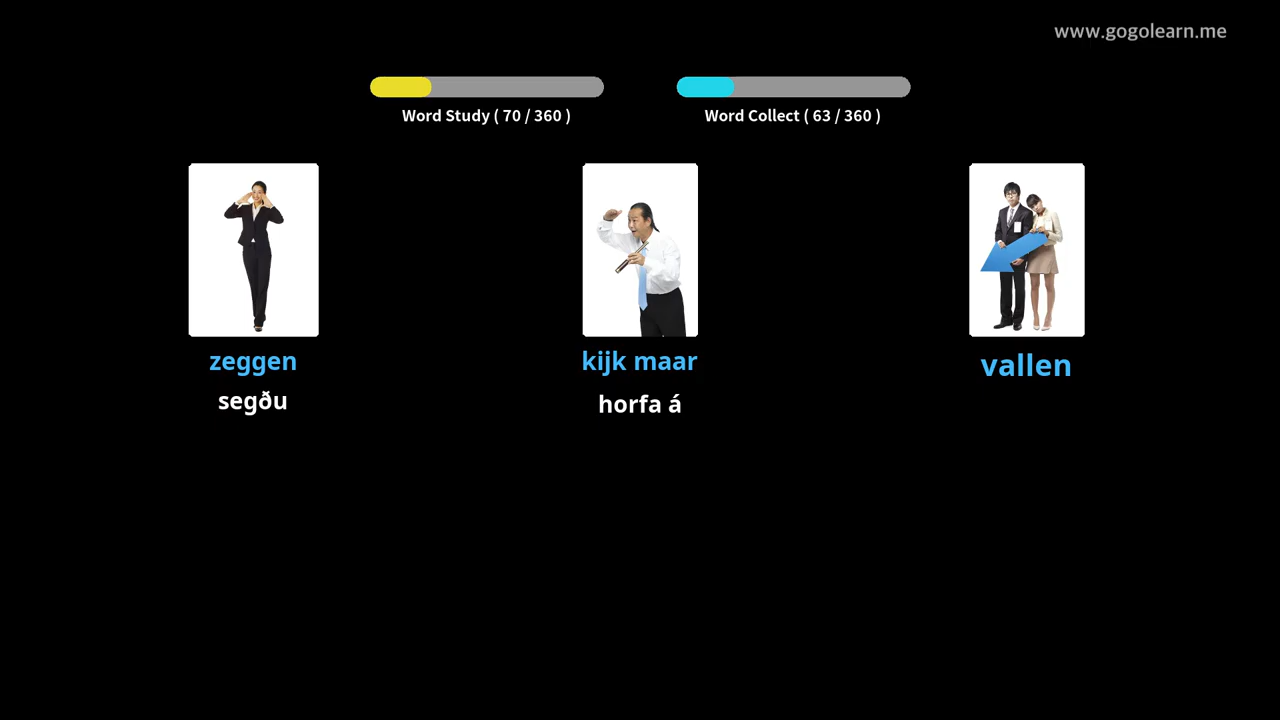 www.gogolearn.me
Word Study ( 70 / 360 )
Word Collect ( 63 / 360 )
zeggen
kijk maar
vallen
segðu
horfa á